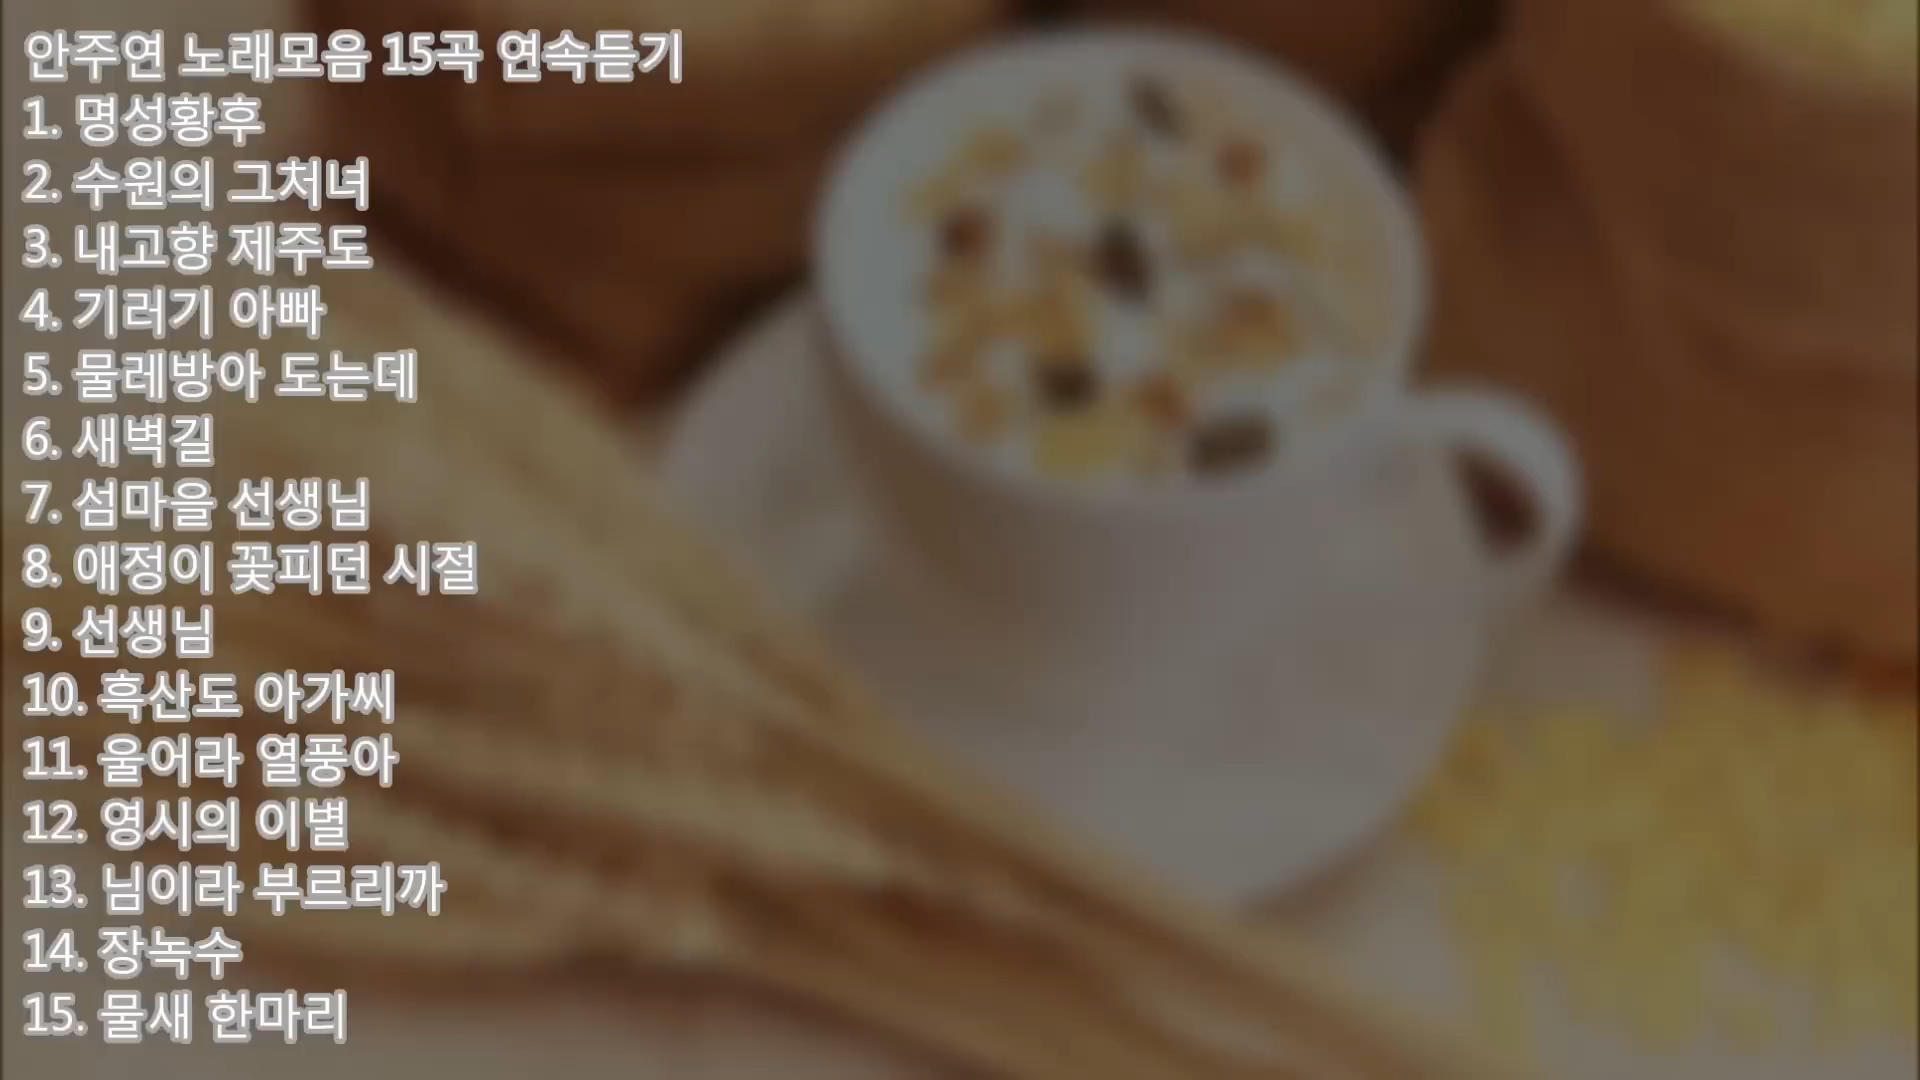 안주연 노래모음 15곡 연속듣기
1. 명성황후
2. 수원의 그처녀
3. 내고향 제주도
4. 기러기 아빠
5. 물레방아 도는데
6. 새벽길
7. 섬마을 선생님
8. 애정이 꽃피던 시절
9. 선생님
10. 흑산도 아가씨
11. 울어라 열풍아
12. 영시의 이별
13. 님이라 부르리까
14. 장녹수
15. 물새 한마리